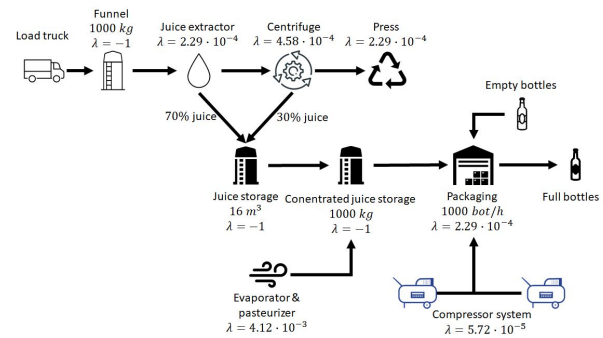 Funnel
1000 kg
λ = −1
Load truck
Juice extractor
λ = 2.29 · 10⁻⁴
Centrifuge
λ = 4.58 · 10⁻⁴
Press
λ = 2.29 · 10⁻⁴
Empty bottles
70% juice
30% juice
Juice storage
16 m³
λ = −1
Conentrated juice storage
1000 kg
λ = −1
Packaging
1000 bot/h
λ = 2.29 · 10⁻⁴
Full bottles
Evaporator &
pasteurizer
λ = 4.12 · 10⁻³
Compressor system
λ = 5.72 · 10⁻⁵